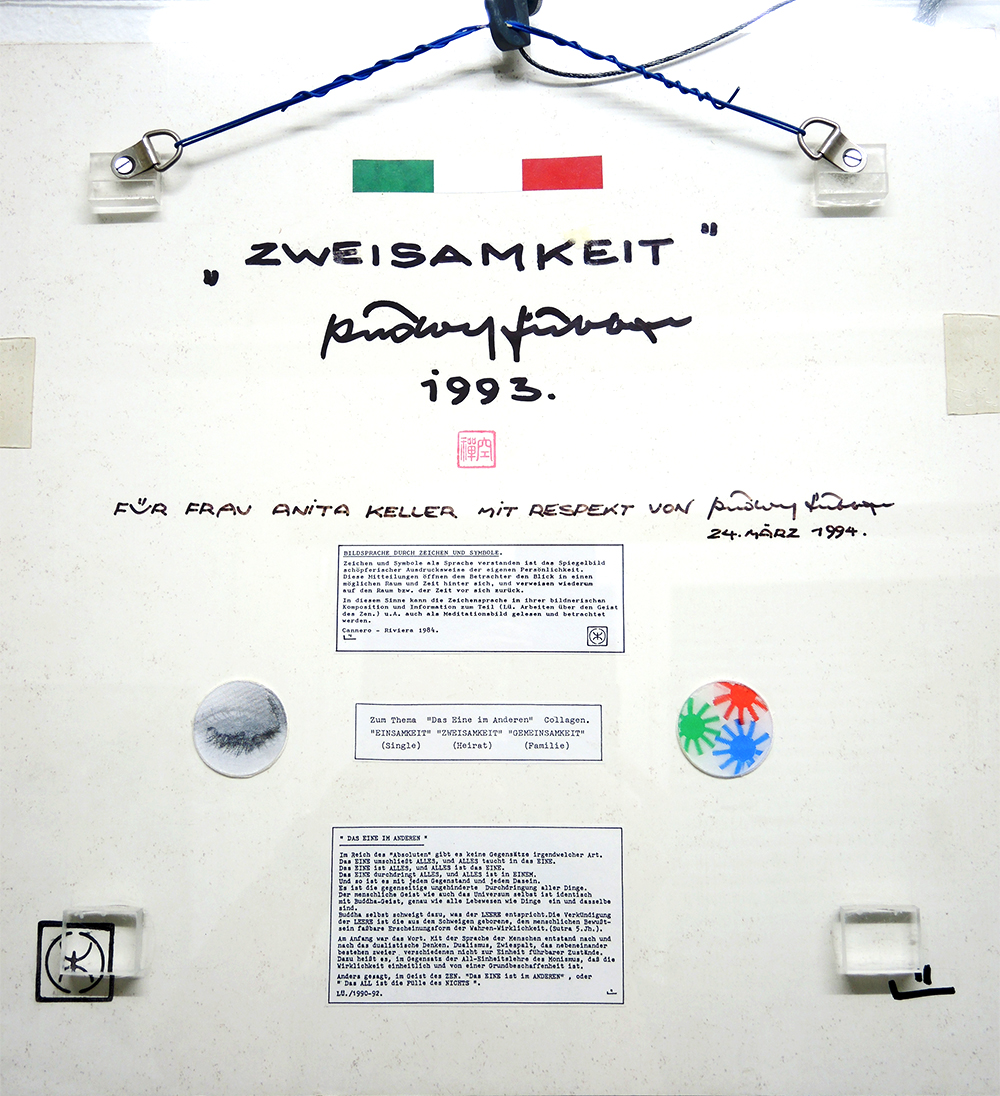 "ZWEISAMKEIT"
1993.
禪空
FÜR FRAU ANITA KELLER MIT RESPEKT VON
24. MÄRZ 1994.
BILDSPRACHE DURCH ZEICHEN UND SYMBOLE.
Zeichen und Symbole als Sprache verstanden ist das Spiegelbild
schöpferischer Ausdrucksweise der eigenen Persönlichkeit.
Diese Mitteilungen öffnen dem Betrachter den Blick in einen
möglichen Raum und Zeit hinter sich, und verweisen wiederum
auf den Raum bzw. der Zeit vor sich zurück.
In diesem Sinne kann die Zeichensprache in ihrer bildnerischen
Komposition und Information zum Teil (LÜ. Arbeiten über den Geist
des Zen.) u.A. auch als Meditationsbild gelesen und betrachtet
werden.
Cannero - Riviera 1984.
Zum Thema "Das Eine im Anderen" Collagen.
"EINSAMKEIT" "ZWEISAMKEIT" "GEMEINSAMKEIT"
(Single) (Heirat) (Familie)
" DAS EINE IM ANDEREN "
Im Reich des "Absoluten" gibt es keine Gegensätze irgendwelcher Art.
Das EINE umschließt ALLES, und ALLES taucht in das EINE.
Das EINE ist ALLES, und ALLES ist das EINE.
Das EINE durchdringt ALLES, und ALLES ist in EINEM.
Und so ist es mit jedem Gegenstand und jedem Dasein.
Es ist die gegenseitige ungehinderte Durchdringung aller Dinge.
Der menschliche Geist wie auch das Universum selbst ist identisch
mit Buddha-Geist, genau wie alle Lebewesen wie Dinge ein und dasselbe
sind.
Buddha selbst schweigt dazu, was der LEERE entspricht.Die Verkündigung
der LEERE ist die aus dem Schweigen geborene, dem menschlichen Bewußt-
sein faßbare Erscheinungsform der Wahren-Wirklichkeit.(Sutra 5.Jh.).
Am Anfang war das Wort. Mit der Sprache der Menschen entstand nach und
nach das dualistische Denken. Dualismus, Zwiespalt, das nebeneinander
bestehen zweier verschiedenen nicht zur Einheit führbarer Zustände.
Dazu heißt es, im Gegensatz der All-Einheitslehre des Monismus, daß die
Wirklichkeit einheitlich und von einer Grundbeschaffenheit ist.
Anders gesagt, im Geist des ZEN. "Das EINE ist im ANDEREN" , oder
" Das ALL ist die Fülle des NICHTS ".
LÜ./1990-92.